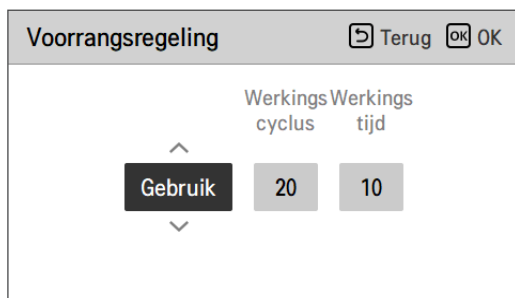 Voorrangsregeling Terug OK OK
Werkings Werkings
cyclus tijd
Gebruik 20 10